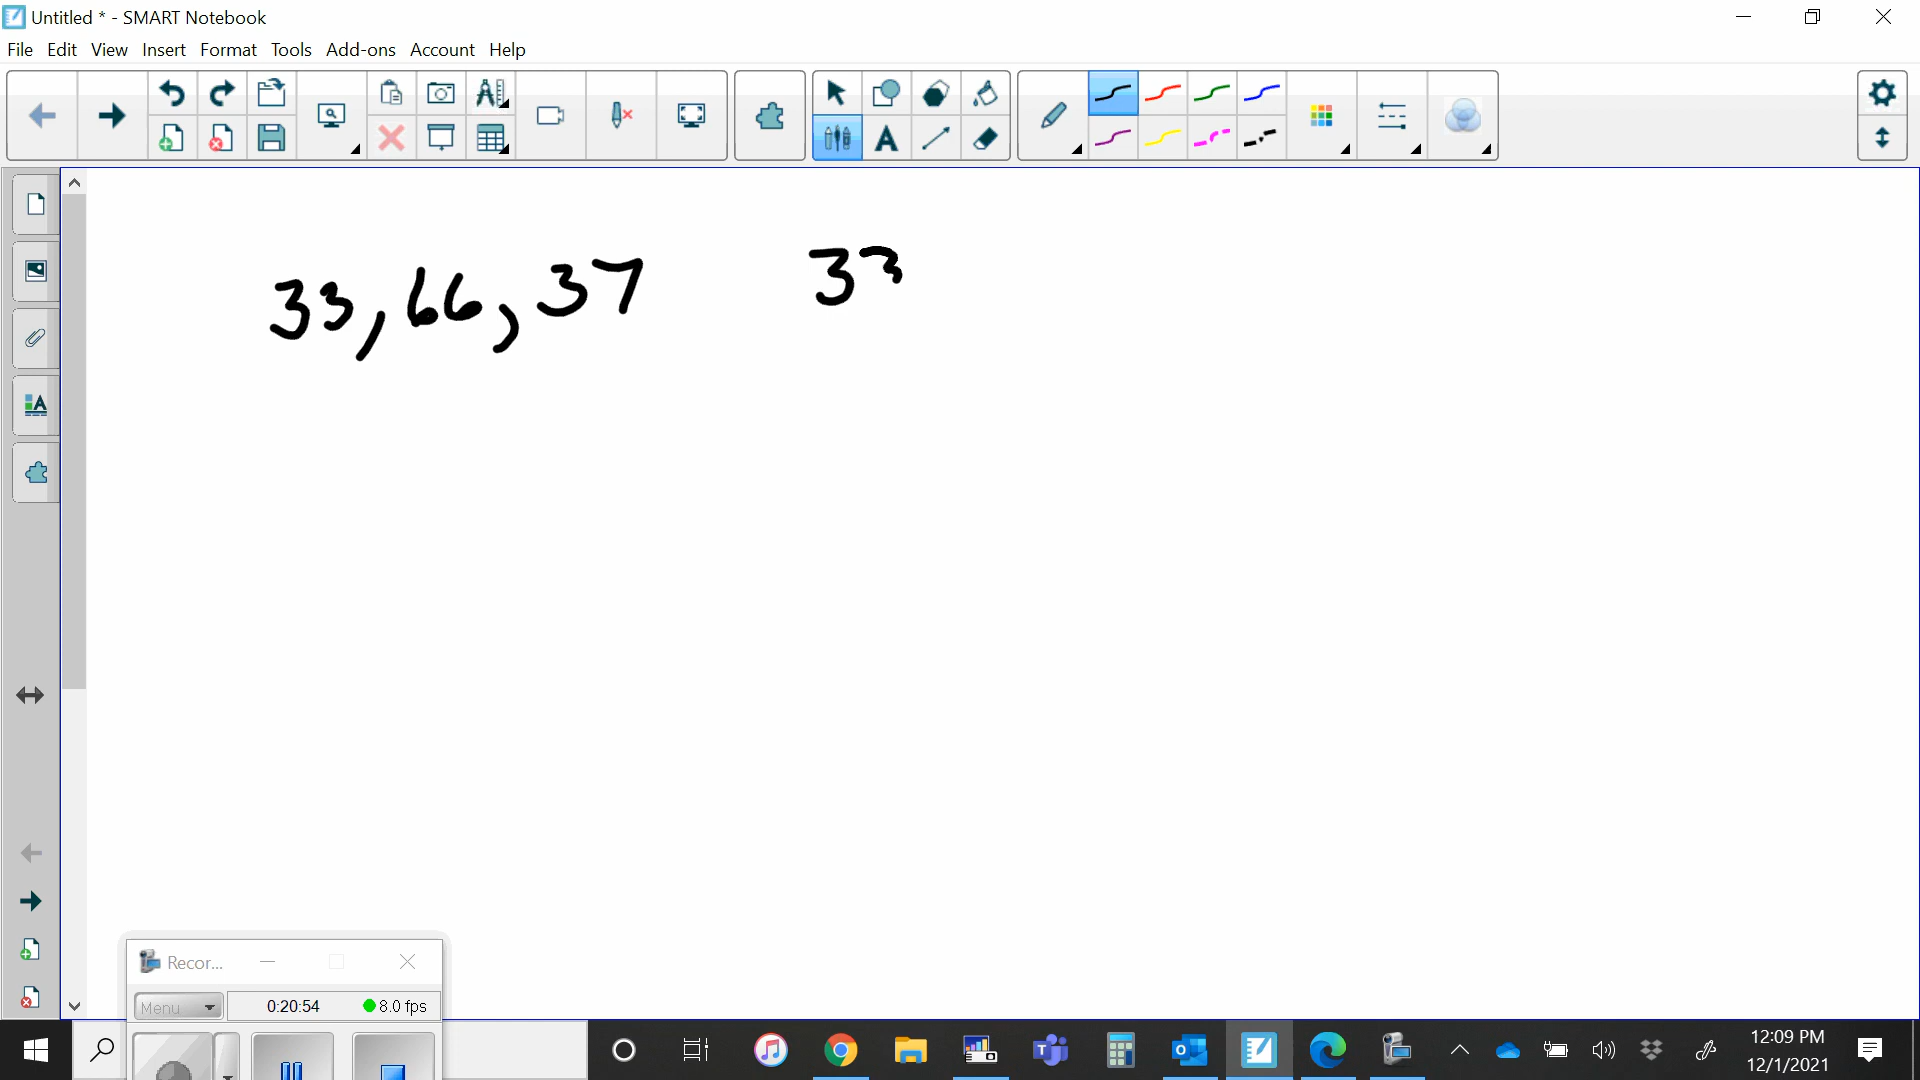 Untitled * - SMART Notebook
File Edit View Insert Format Tools Add-ons Account Help
33, 66, 37 33
Recor...
Menu 0:20:54 8.0 fps
12:09 PM
12/1/2021